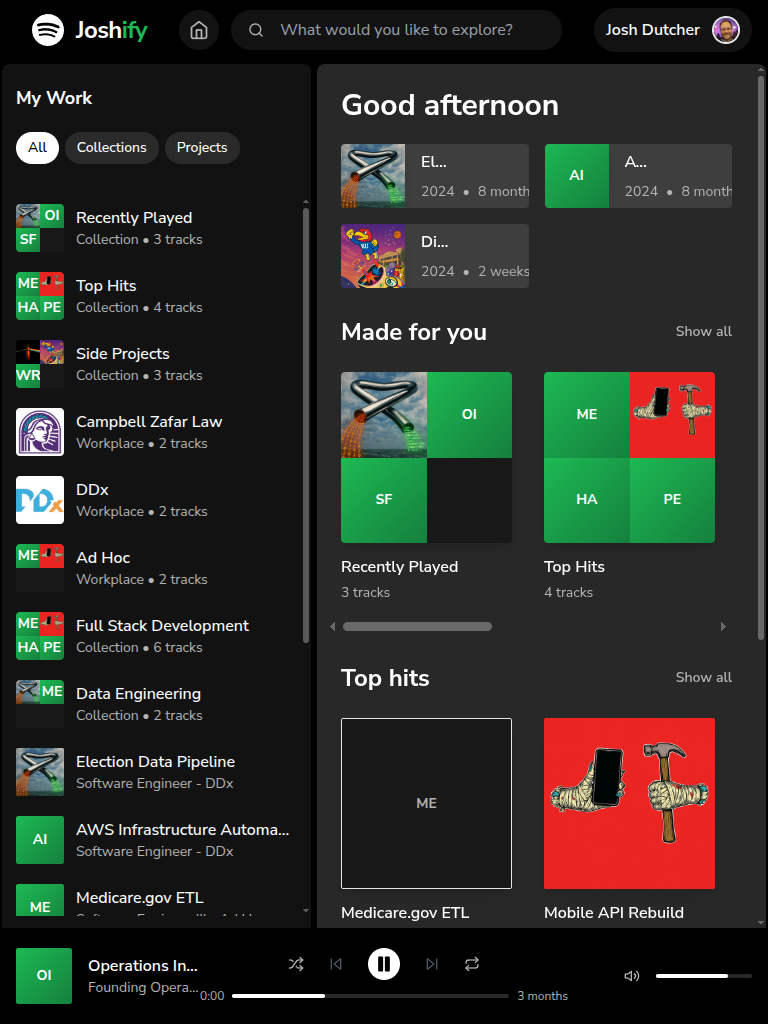 Joshify
What would you like to explore?
Josh Dutcher
My Work
All
Collections
Projects
OI
SF
Recently Played
Collection • 3 tracks
ME
HA PE
Top Hits
Collection • 4 tracks
WR
Side Projects
Collection • 3 tracks
Campbell Zafar Law
Workplace • 2 tracks
DDx
DDx
Workplace • 2 tracks
ME
Ad Hoc
Workplace • 2 tracks
ME
HA PE
Full Stack Development
Collection • 6 tracks
ME
Data Engineering
Collection • 2 tracks
Election Data Pipeline
Software Engineer - DDx
AI
AWS Infrastructure Automa...
Software Engineer - DDx
ME
Medicare.gov ETL
Good afternoon
El...
2024 • 8 month
AI
A...
2024 • 8 month
KU
Di...
2024 • 2 weeks
Made for you
Show all
OI
SF
Recently Played
3 tracks
ME
HA
PE
Top Hits
4 tracks
Top hits
Show all
ME
Medicare.gov ETL
Mobile API Rebuild
OI
Operations In...
Founding Opera...
0:00
3 months